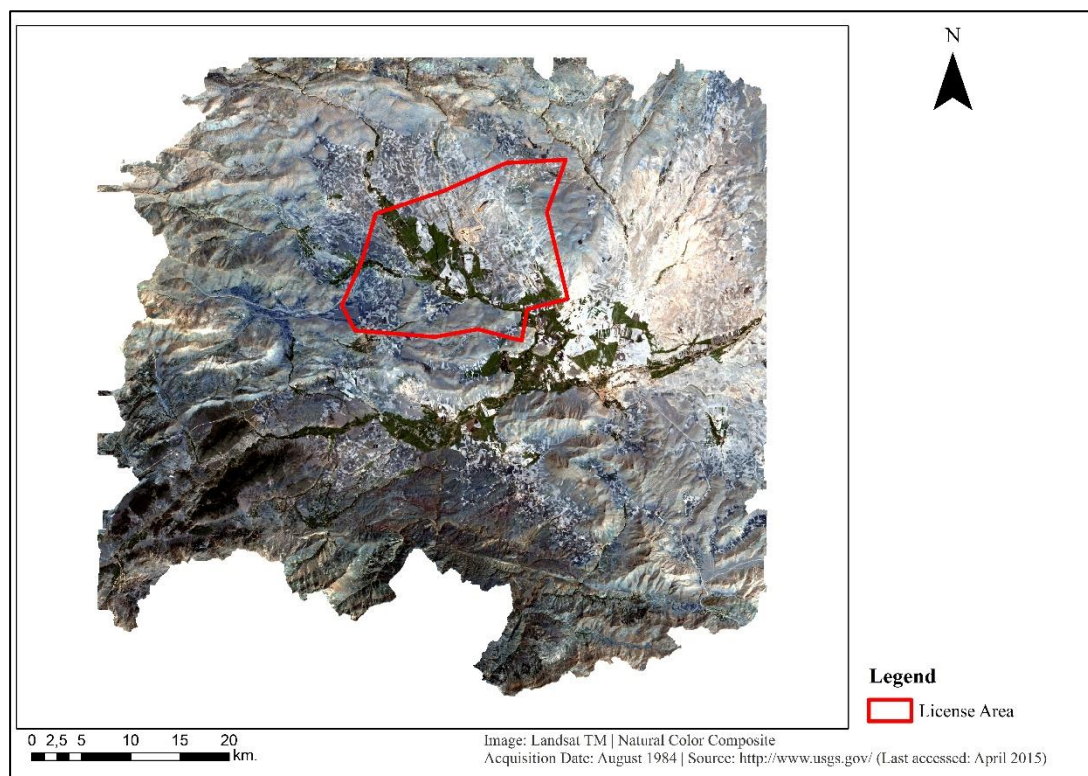 N
Legend
License Area
0 2,5 5 10 15 20
km.
Image: Landsat TM | Natural Color Composite
Acquisition Date: August 1984 | Source: http://www.usgs.gov/ (Last accessed: April 2015)